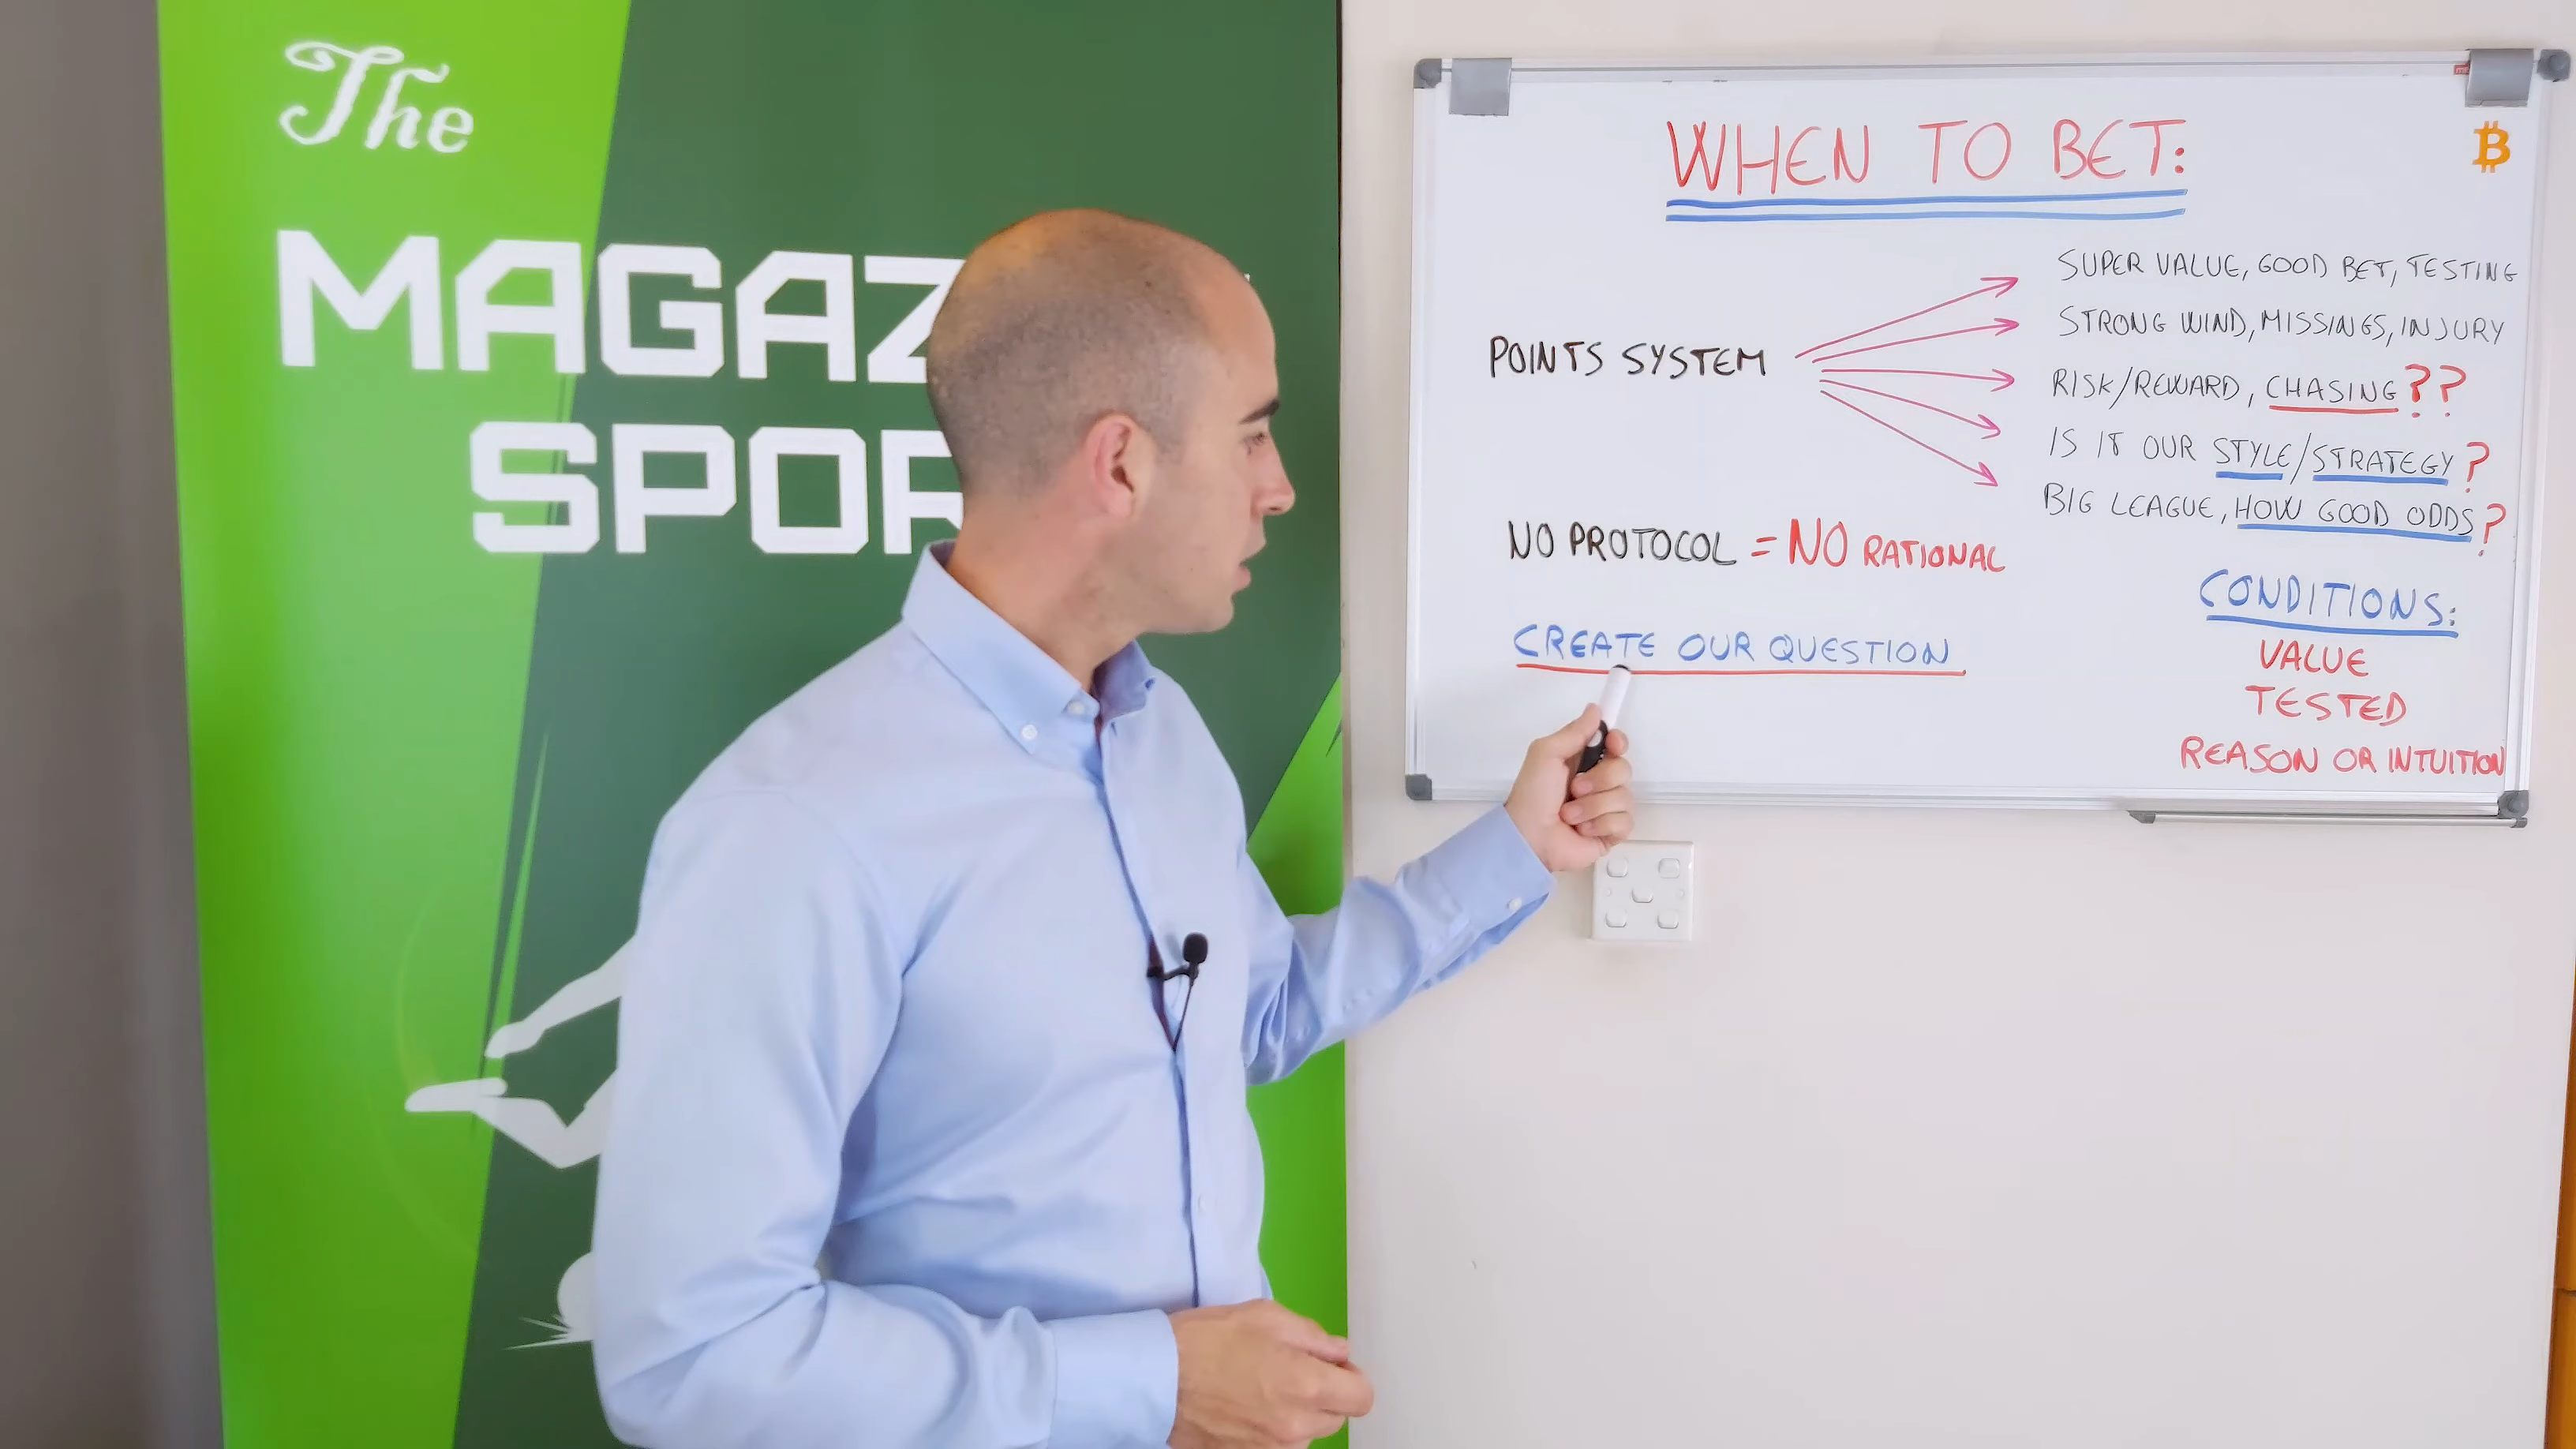 The
MAGAZ
SPOR
WHEN TO BET:
POINTS SYSTEM
SUPER VALUE, GOOD BET, TESTING
STRONG WIND, MISSINGS, INJURY
RISK/REWARD, CHASING??
IS IT OUR STYLE/STRATEGY?
BIG LEAGUE, HOW GOOD ODDS?
NO PROTOCOL = NO RATIONAL
CREATE OUR QUESTION
CONDITIONS:
VALUE
TESTED
REASON OR INTUITION